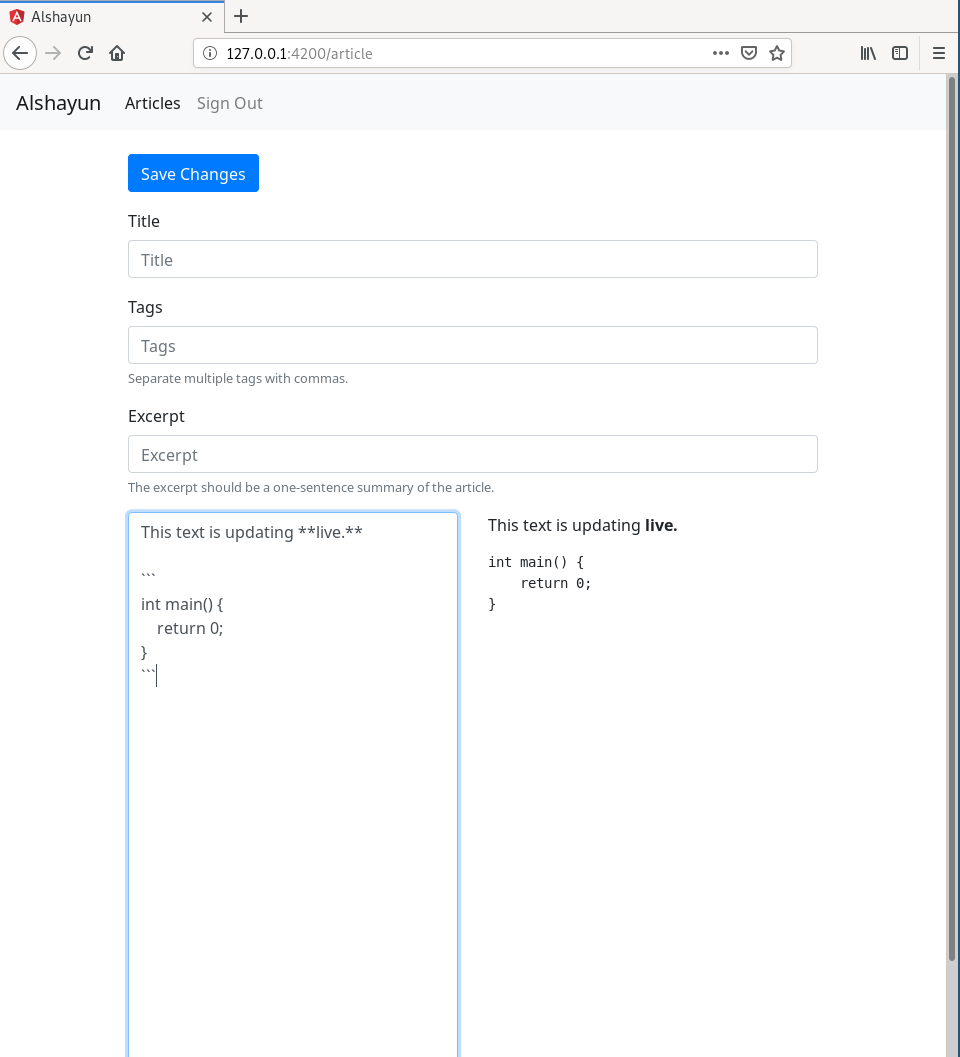 Alshayun
127.0.0.1:4200/article
Alshayun Articles Sign Out
Save Changes
Title
Title
Tags
Tags
Separate multiple tags with commas.
Excerpt
Excerpt
The excerpt should be a one-sentence summary of the article.
This text is updating **live.**
```
int main() {
    return 0;
}
```
This text is updating live.
int main() {
    return 0;
}